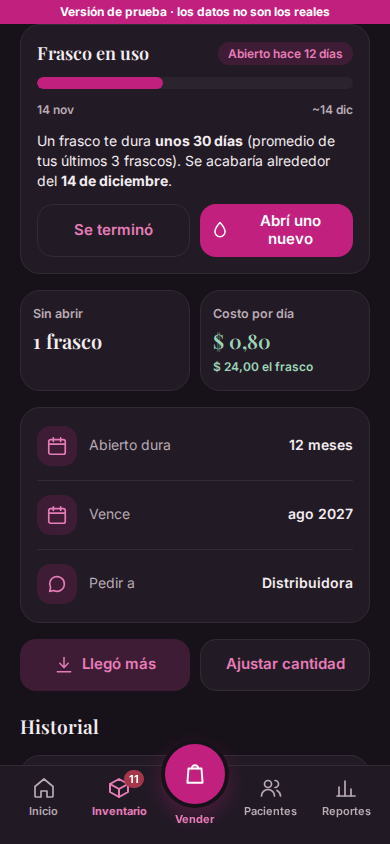 Versión de prueba · los datos no son los reales
Frasco en uso
Abierto hace 12 días
14 nov
~14 dic
Un frasco te dura unos 30 días (promedio de
tus últimos 3 frascos). Se acabaría alrededor
del 14 de diciembre.
Se terminó
Abrí uno
nuevo
Sin abrir
1 frasco
Costo por día
$ 0,80
$ 24,00 el frasco
Abierto dura
12 meses
Vence
ago 2027
Pedir a
Distribuidora
Llegó más
Ajustar cantidad
Historial
11
Inicio
Inventario
Vender
Pacientes
Reportes